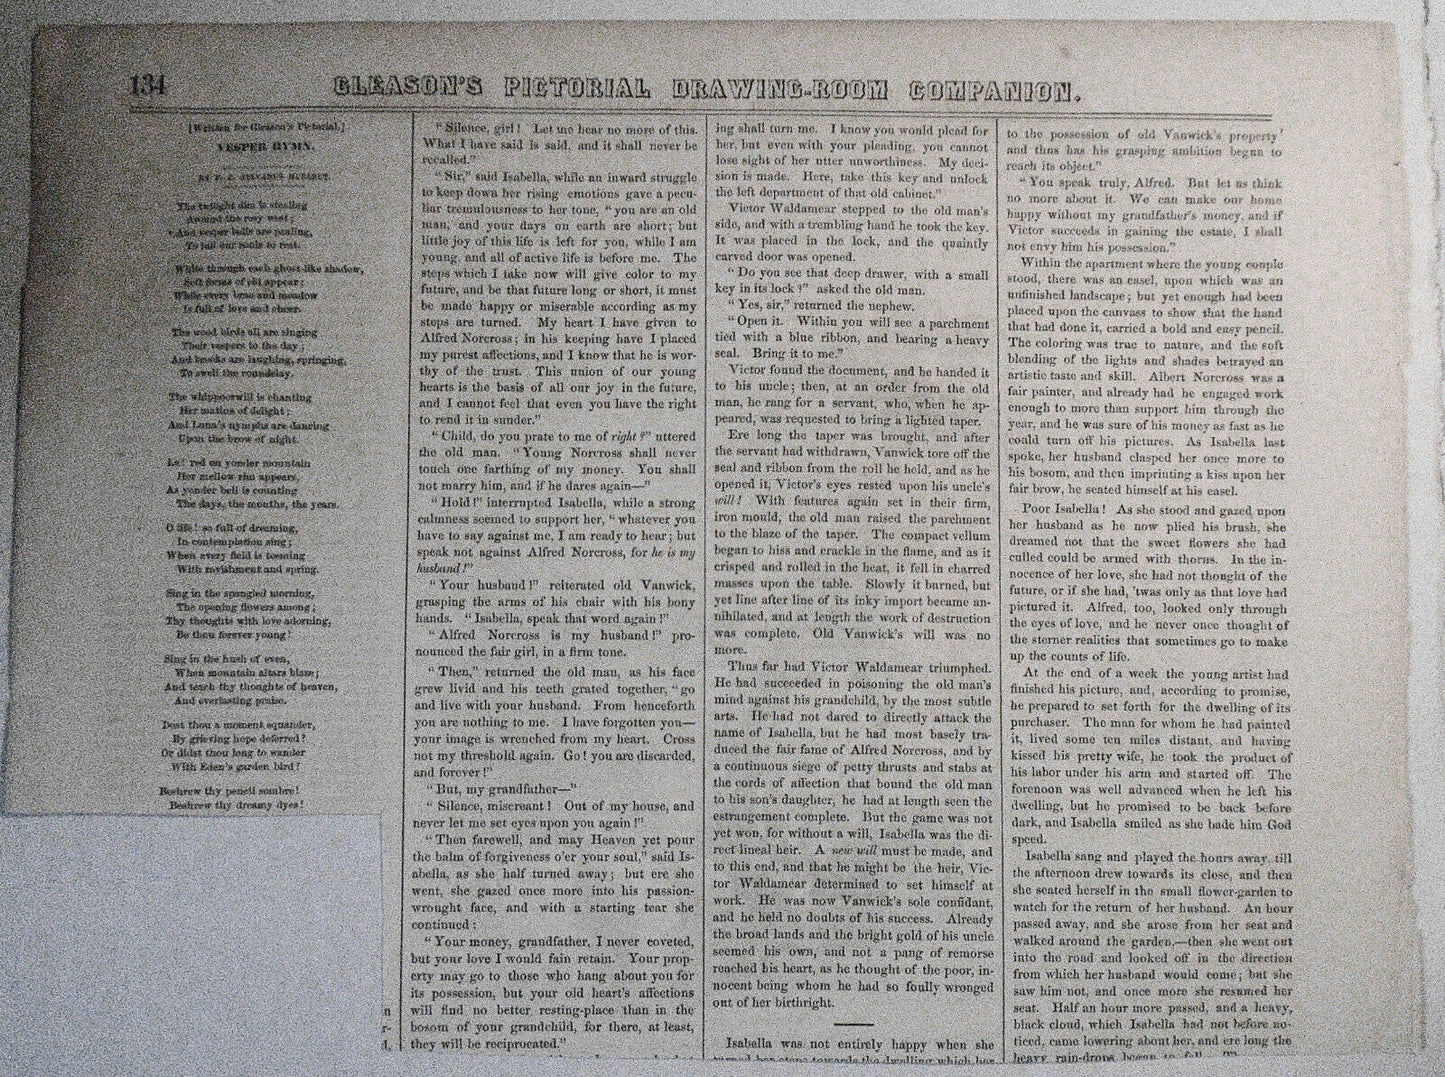 134
GLEASON'S PICTORIAL DRAWING-ROOM COMPANION.
[Written for Gleason's Pictorial.]
VESPER HYMN.
BY
The twilight dim is stealing
Around the rosy west;
And vesper bells are pealing,
To lull our souls to rest.
While through each ghost-like shadow,
Soft forms of elf appear;
While every brae and meadow
Is full of love and cheer.
The wood birds all are singing
Their vespers to the day;
And brooks are laughing, springing,
To swell the roundelay.
The whippoorwill is chanting
Her matins of delight;
And Luna's nymphs are dancing
Upon the brow of night.
Lo! red on yonder mountain
Her mellow rim appears,
As yonder bell is counting
The days, the months, the years.
O life! so full of dreaming,
In contemplation sing;
When every field is teeming
With ravishment and spring.
Sing in the spangled morning,
The opening flowers among;
Thy thoughts with love adorning,
Be thou forever young!
Sing in the hush of even,
When mountain altars blaze;
And teach thy thoughts of heaven,
And everlasting praise.
Dost thou a moment squander,
By grieving hope deferred?
Or didst thou long to wander
With Eden's garden bird?
Beshrew thy pencil sombre!
Beshrew thy dreamy dyes!
n
r-
d,
"Silence, girl! Let me hear no more of this.
What I have said is said, and it shall never be
recalled."
"Sir," said Isabella, while an inward struggle
to keep down her rising emotions gave a pecu-
liar tremulousness to her tone, "you are an old
man, and your days on earth are short; but
little joy of this life is left for you, while I am
young, and all of active life is before me. The
steps which I take now will give color to my
future, and be that future long or short, it must
be made happy or miserable according as my
steps are turned. My heart I have given to
Alfred Norcross; in his keeping have I placed
my purest affections, and I know that he is wor-
thy of the trust. This union of our young
hearts is the basis of all our joy in the future,
and I cannot feel that even you have the right
to rend it in sunder."
"Child, do you prate to me of right?" uttered
the old man. "Young Norcross shall never
touch one farthing of my money. You shall
not marry him, and if he dares again—"
"Hold!" interrupted Isabella, while a strong
calmness seemed to support her, "whatever you
have to say against me, I am ready to hear; but
speak not against Alfred Norcross, for he is my
husband!"
"Your husband!" reiterated old Vanwick,
grasping the arms of his chair with his bony
hands. "Isabella, speak that word again!"
"Alfred Norcross is my husband!" pro-
nounced the fair girl, in a firm tone.
"Then," returned the old man, as his face
grew livid and his teeth grated together, "go
and live with your husband. From henceforth
you are nothing to me. I have forgotten you—
your image is wrenched from my heart. Cross
not my threshold again. Go! you are discarded,
and forever!"
"But, my grandfather—"
"Silence, miscreant! Out of my house, and
never let me set eyes upon you again!"
"Then farewell, and may Heaven yet pour
the balm of forgiveness o'er your soul," said Is-
abella, as she half turned away; but ere she
went, she gazed once more into his passion-
wrought face, and with a starting tear she
continued:
"Your money, grandfather, I never coveted,
but your love I would fain retain. Your prop-
erty may go to those who hang about you for
its possession, but your old heart's affections
will find no better resting-place than in the
bosom of your grandchild, for there, at least,
they will be reciprocated."
ing shall turn me. I know you would plead for
her, but even with your pleading, you cannot
lose sight of her utter unworthiness. My deci-
sion is made. Here, take this key and unlock
the left department of that old cabinet."
Victor Waldamear stepped to the old man's
side, and with a trembling hand he took the key.
It was placed in the lock, and the quaintly
carved door was opened.
"Do you see that deep drawer, with a small
key in its lock?" asked the old man.
"Yes, sir," returned the nephew.
"Open it. Within you will see a parchment
tied with a blue ribbon, and bearing a heavy
seal. Bring it to me."
Victor found the document, and he handed it
to his uncle; then, at an order from the old
man, he rang for a servant, who, when he ap-
peared, was requested to bring a lighted taper.
Ere long the taper was brought, and after
the servant had withdrawn, Vanwick tore off the
seal and ribbon from the roll he held, and as he
opened it, Victor's eyes rested upon his uncle's
will! With features again set in their firm,
iron mould, the old man raised the parchment
to the blaze of the taper. The compact vellum
began to hiss and crackle in the flame, and as it
crisped and rolled in the heat, it fell in charred
masses upon the table. Slowly it burned, but
yet line after line of its inky import became an-
nihilated, and at length the work of destruction
was complete. Old Vanwick's will was no
more.
Thus far had Victor Waldamear triumphed.
He had succeeded in poisoning the old man's
mind against his grandchild, by the most subtle
arts. He had not dared to directly attack the
name of Isabella, but he had most basely tra-
duced the fair fame of Alfred Norcross, and by
a continuous siege of petty thrusts and stabs at
the cords of affection that bound the old man
to his son's daughter, he had at length seen the
estrangement complete. But the game was not
yet won, for without a will, Isabella was the di-
rect lineal heir. A new will must be made, and
to this end, and that he might be the heir, Vic-
tor Waldamear determined to set himself at
work. He was now Vanwick's sole confidant,
and he held no doubts of his success. Already
the broad lands and the bright gold of his uncle
seemed his own, and not a pang of remorse
reached his heart, as he thought of the poor, in-
nocent being whom he had so foully wronged
out of her birthright.
Isabella was not entirely happy when she
turned her steps towards the dwelling which her
to the possession of old Vanwick's property'
and thus has his grasping ambition begun to
reach its object."
"You speak truly, Alfred. But let us think
no more about it. We can make our home
happy without my grandfather's money, and if
Victor succeeds in gaining the estate, I shall
not envy him his possession."
Within the apartment where the young couple
stood, there was an easel, upon which was an
unfinished landscape; but yet enough had been
placed upon the canvass to show that the hand
that had done it, carried a bold and easy pencil.
The coloring was true to nature, and the soft
blending of the lights and shades betrayed an
artistic taste and skill. Albert Norcross was a
fair painter, and already had he engaged work
enough to more than support him through the
year, and he was sure of his money as fast as he
could turn off his pictures. As Isabella last
spoke, her husband clasped her once more to
his bosom, and then imprinting a kiss upon her
fair brow, he seated himself at his easel.
Poor Isabella! As she stood and gazed upon
her husband as he now plied his brush, she
dreamed not that the sweet flowers she had
culled could be armed with thorns. In the in-
nocence of her love, she had not thought of the
future, or if she had, 'twas only as that love had
pictured it. Alfred, too, looked only through
the eyes of love, and he never once thought of
the sterner realities that sometimes go to make
up the counts of life.
At the end of a week the young artist had
finished his picture, and, according to promise,
he prepared to set forth for the dwelling of its
purchaser. The man for whom he had painted
it, lived some ten miles distant, and having
kissed his pretty wife, he took the product of
his labor under his arm and started off. The
forenoon was well advanced when he left his
dwelling, but he promised to be back before
dark, and Isabella smiled as she bade him God
speed.
Isabella sang and played the hours away, till
the afternoon drew towards its close, and then
she seated herself in the small flower-garden to
watch for the return of her husband. An hour
passed away, and she arose from her seat and
walked around the garden,—then she went out
into the road and looked off in the direction
from which her husband would come; but she
saw him not, and once more she resumed her
seat. Half an hour more passed, and a heavy,
black cloud, which Isabella had not before no-
ticed, came lowering about her, and ere long the
heavy rain-drops began to fall.